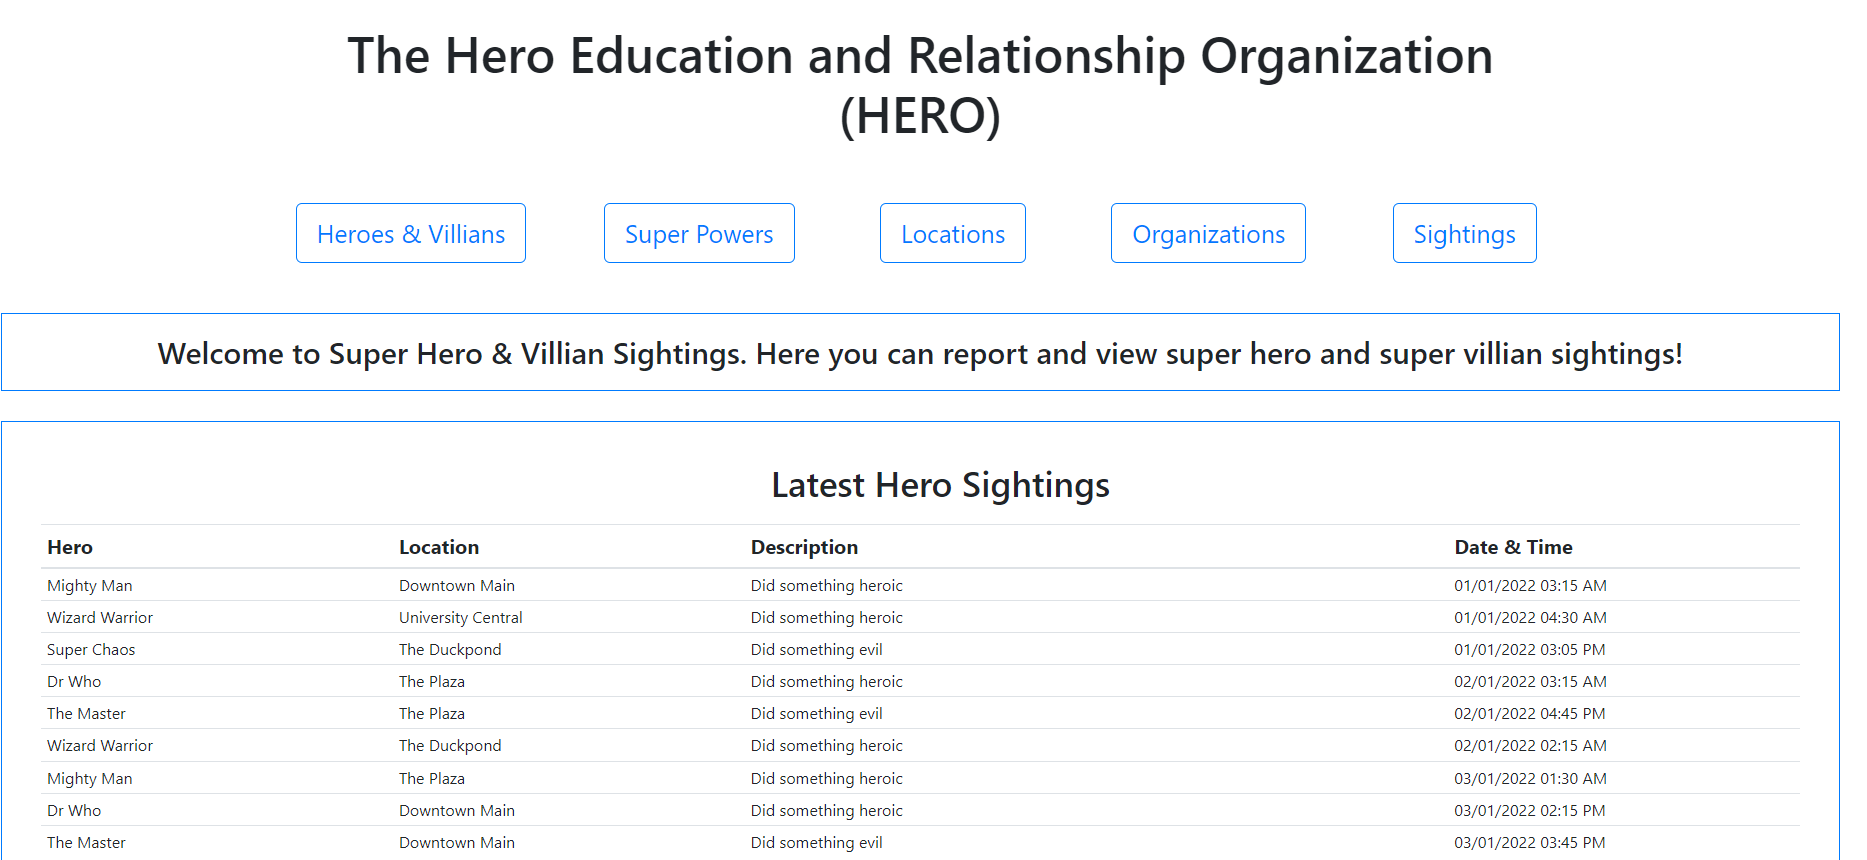 The Hero Education and Relationship Organization
(HERO)
Heroes & Villians Super Powers Locations Organizations Sightings
Welcome to Super Hero & Villian Sightings. Here you can report and view super hero and super villian sightings!
Latest Hero Sightings
Hero Location Description Date & Time
Mighty Man Downtown Main Did something heroic 01/01/2022 03:15 AM
Wizard Warrior University Central Did something heroic 01/01/2022 04:30 AM
Super Chaos The Duckpond Did something evil 01/01/2022 03:05 PM
Dr Who The Plaza Did something heroic 02/01/2022 03:15 AM
The Master The Plaza Did something evil 02/01/2022 04:45 PM
Wizard Warrior The Duckpond Did something heroic 02/01/2022 02:15 AM
Mighty Man The Plaza Did something heroic 03/01/2022 01:30 AM
Dr Who Downtown Main Did something heroic 03/01/2022 02:15 PM
The Master Downtown Main Did something evil 03/01/2022 03:45 PM